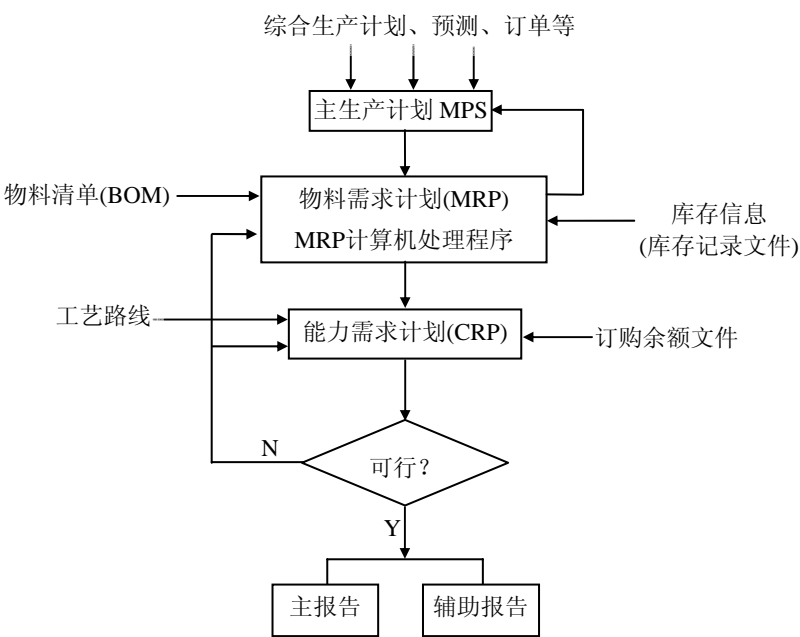 综合生产计划、预测、订单等
主生产计划 MPS
物料清单(BOM)
物料需求计划(MRP)
MRP计算机处理程序
库存信息
(库存记录文件)
工艺路线
能力需求计划(CRP)
订购余额文件
N
可行？
Y
主报告
辅助报告